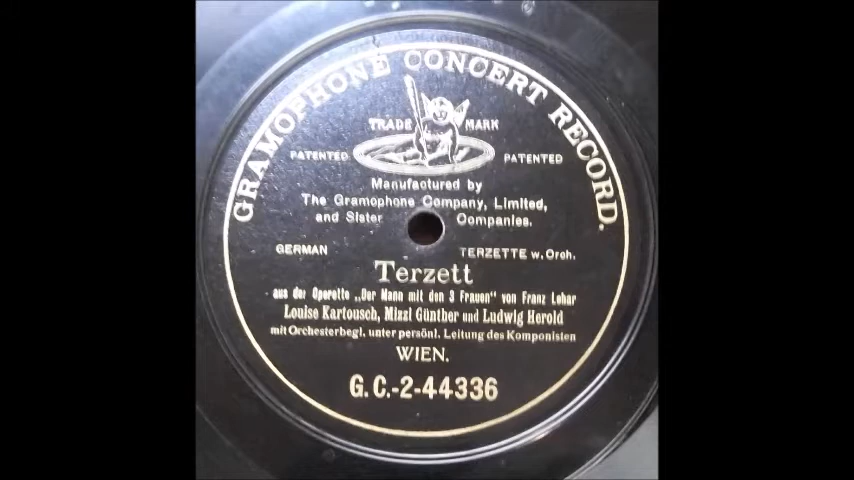 GRAMOPHONE CONCERT RECORD.
TRADE MARK
PATENTED PATENTED
Manufactured by
The Gramophone Company, Limited,
and Sister Companies.
GERMAN TERZETTE w. Orch.
Terzett
aus der Operette „Der Mann mit den 3 Frauen“ von Franz Lehar
Louise Kartousch, Mizzi Günther und Ludwig Herold
mit Orchesterbegl. unter persönl. Leitung des Komponisten
WIEN.
G.C.-2-44336